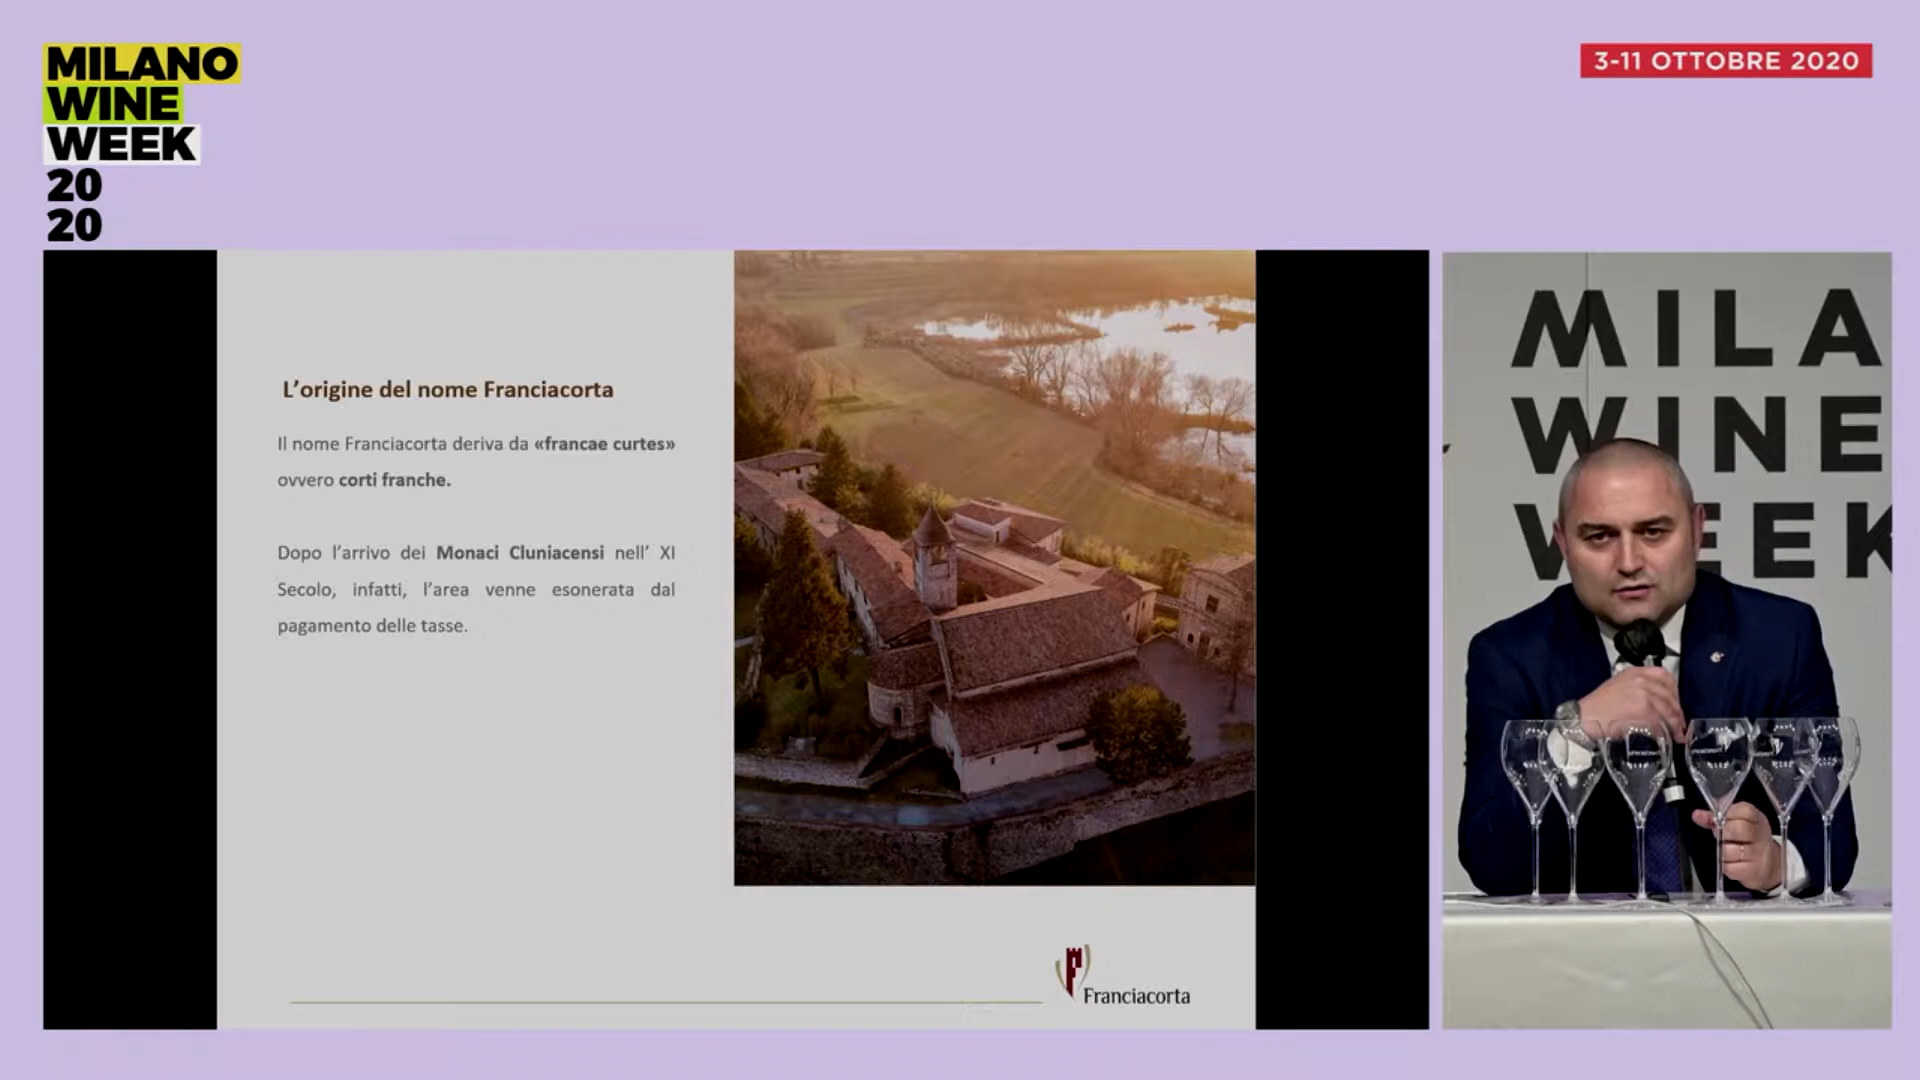 MILANO
WINE
WEEK
20
20
3-11 OTTOBRE 2020
L'origine del nome Franciacorta
Il nome Franciacorta deriva da «francae curtes»
ovvero corti franche.
Dopo l'arrivo dei Monaci Cluniacensi nell' XI
Secolo, infatti, l'area venne esonerata dal
pagamento delle tasse.
Franciacorta
MILA
WINE
WEEK